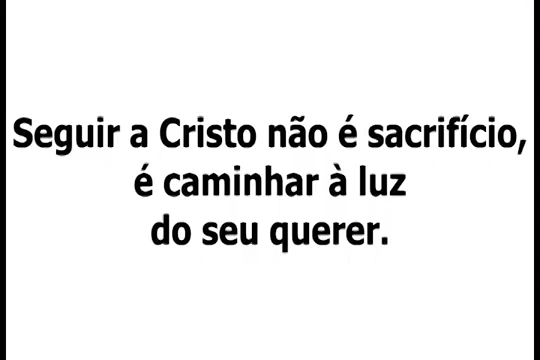 Seguir a Cristo não é sacrifício,
é caminhar à luz
do seu querer.